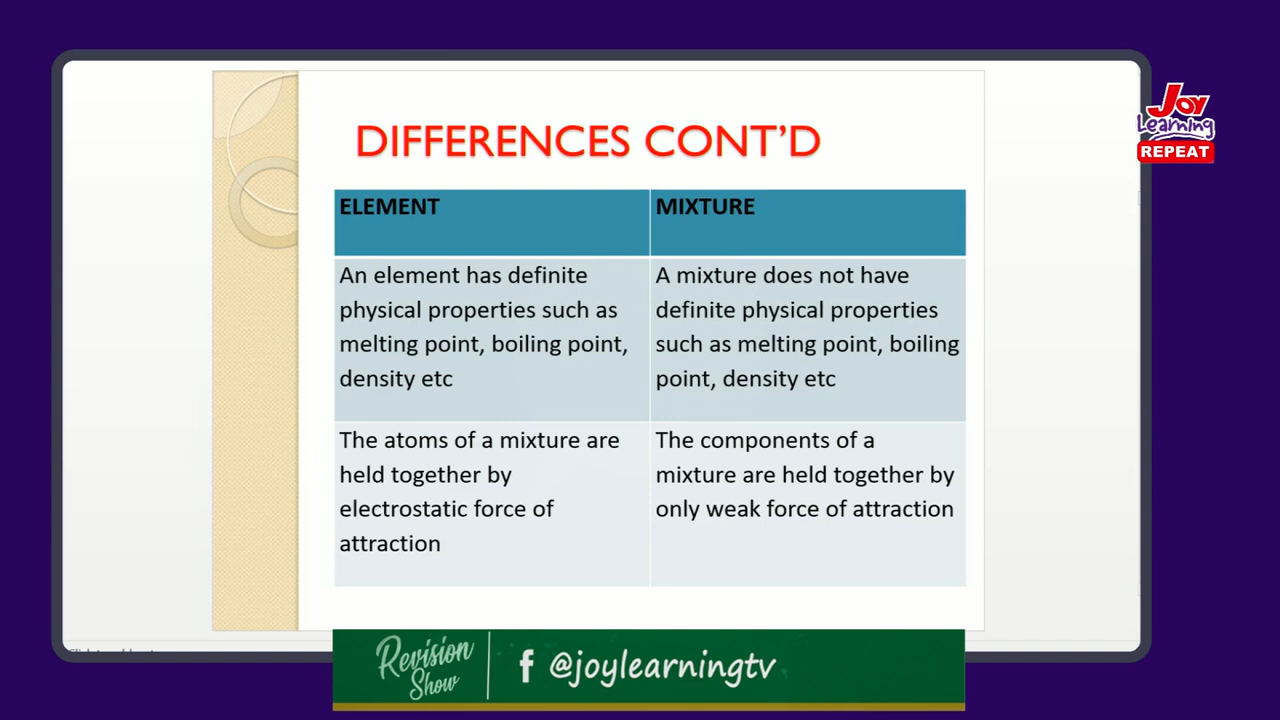 Joy
Learning
REPEAT
DIFFERENCES CONT'D
ELEMENT
MIXTURE
An element has definite
physical properties such as
melting point, boiling point,
density etc
A mixture does not have
definite physical properties
such as melting point, boiling
point, density etc
The atoms of a mixture are
held together by
electrostatic force of
attraction
The components of a
mixture are held together by
only weak force of attraction
Revision
Show
f @joylearningtv